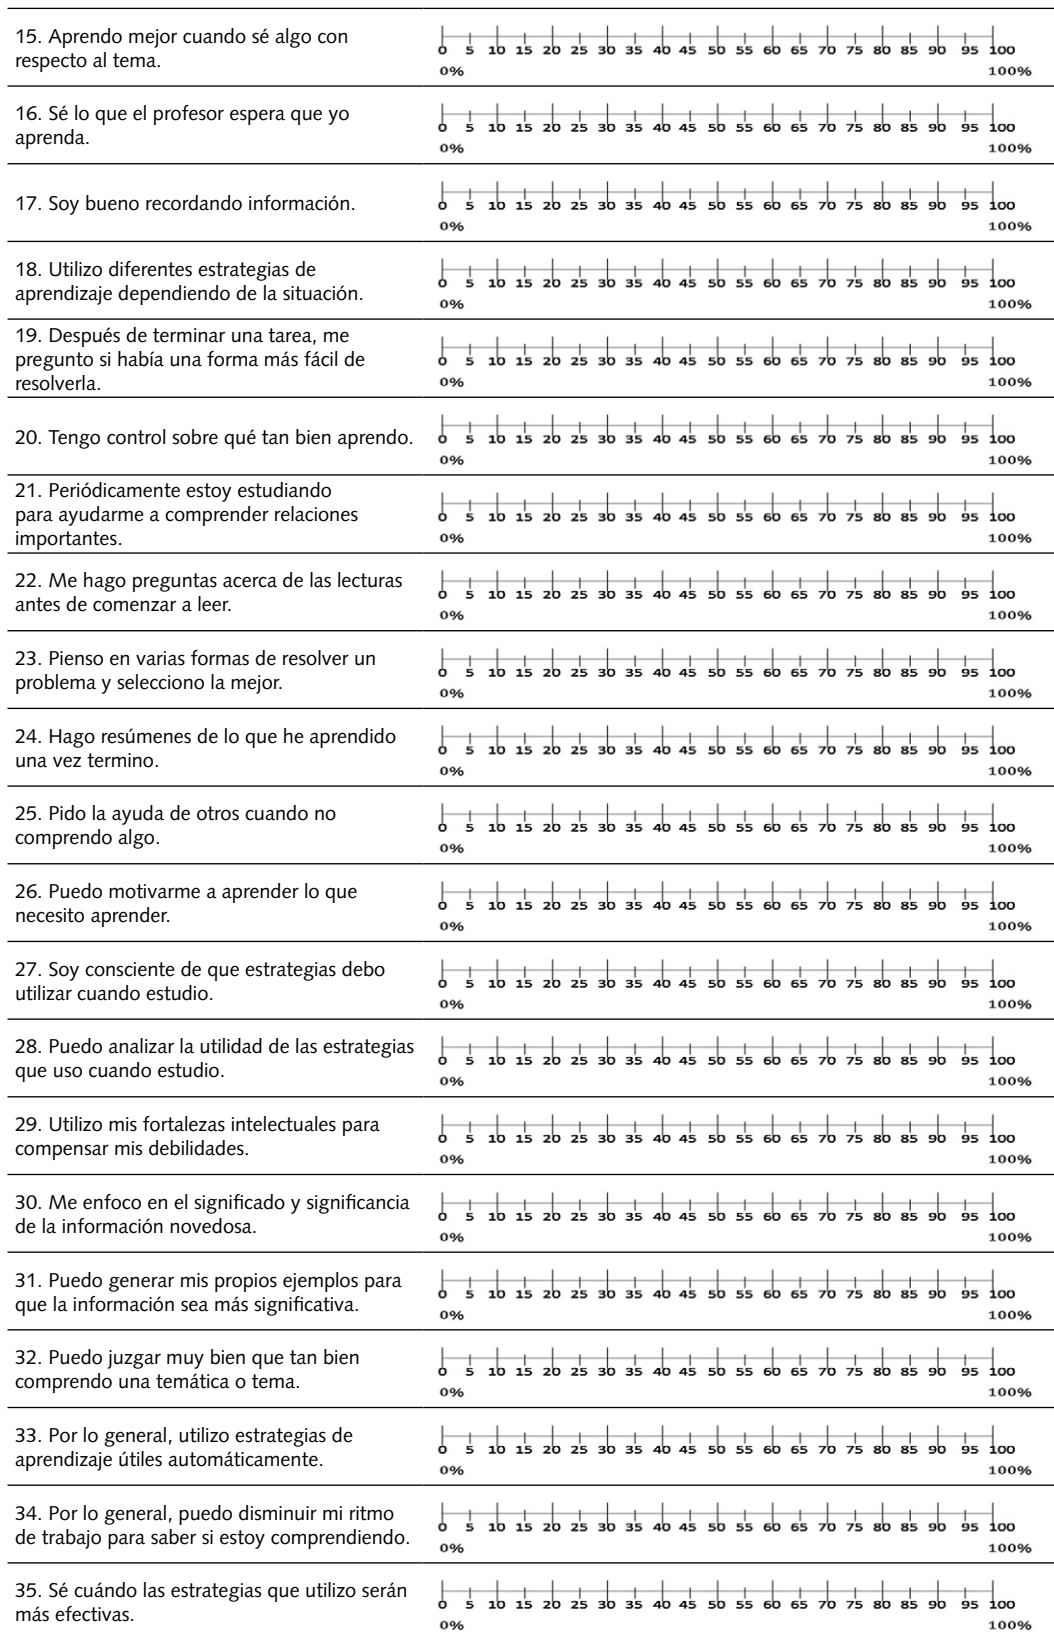 15. Aprendo mejor cuando sé algo con
respecto al tema.
0 5 10 15 20 25 30 35 40 45 50 55 60 65 70 75 80 85 90 95 100
0% 100%
16. Sé lo que el profesor espera que yo
aprenda.
0 5 10 15 20 25 30 35 40 45 50 55 60 65 70 75 80 85 90 95 100
0% 100%
17. Soy bueno recordando información.
0 5 10 15 20 25 30 35 40 45 50 55 60 65 70 75 80 85 90 95 100
0% 100%
18. Utilizo diferentes estrategias de
aprendizaje dependiendo de la situación.
0 5 10 15 20 25 30 35 40 45 50 55 60 65 70 75 80 85 90 95 100
0% 100%
19. Después de terminar una tarea, me
pregunto si había una forma más fácil de
resolverla.
0 5 10 15 20 25 30 35 40 45 50 55 60 65 70 75 80 85 90 95 100
0% 100%
20. Tengo control sobre qué tan bien aprendo.
0 5 10 15 20 25 30 35 40 45 50 55 60 65 70 75 80 85 90 95 100
0% 100%
21. Periódicamente estoy estudiando
para ayudarme a comprender relaciones
importantes.
0 5 10 15 20 25 30 35 40 45 50 55 60 65 70 75 80 85 90 95 100
0% 100%
22. Me hago preguntas acerca de las lecturas
antes de comenzar a leer.
0 5 10 15 20 25 30 35 40 45 50 55 60 65 70 75 80 85 90 95 100
0% 100%
23. Pienso en varias formas de resolver un
problema y selecciono la mejor.
0 5 10 15 20 25 30 35 40 45 50 55 60 65 70 75 80 85 90 95 100
0% 100%
24. Hago resúmenes de lo que he aprendido
una vez termino.
0 5 10 15 20 25 30 35 40 45 50 55 60 65 70 75 80 85 90 95 100
0% 100%
25. Pido la ayuda de otros cuando no
comprendo algo.
0 5 10 15 20 25 30 35 40 45 50 55 60 65 70 75 80 85 90 95 100
0% 100%
26. Puedo motivarme a aprender lo que
necesito aprender.
0 5 10 15 20 25 30 35 40 45 50 55 60 65 70 75 80 85 90 95 100
0% 100%
27. Soy consciente de que estrategias debo
utilizar cuando estudio.
0 5 10 15 20 25 30 35 40 45 50 55 60 65 70 75 80 85 90 95 100
0% 100%
28. Puedo analizar la utilidad de las estrategias
que uso cuando estudio.
0 5 10 15 20 25 30 35 40 45 50 55 60 65 70 75 80 85 90 95 100
0% 100%
29. Utilizo mis fortalezas intelectuales para
compensar mis debilidades.
0 5 10 15 20 25 30 35 40 45 50 55 60 65 70 75 80 85 90 95 100
0% 100%
30. Me enfoco en el significado y significancia
de la información novedosa.
0 5 10 15 20 25 30 35 40 45 50 55 60 65 70 75 80 85 90 95 100
0% 100%
31. Puedo generar mis propios ejemplos para
que la información sea más significativa.
0 5 10 15 20 25 30 35 40 45 50 55 60 65 70 75 80 85 90 95 100
0% 100%
32. Puedo juzgar muy bien que tan bien
comprendo una temática o tema.
0 5 10 15 20 25 30 35 40 45 50 55 60 65 70 75 80 85 90 95 100
0% 100%
33. Por lo general, utilizo estrategias de
aprendizaje útiles automáticamente.
0 5 10 15 20 25 30 35 40 45 50 55 60 65 70 75 80 85 90 95 100
0% 100%
34. Por lo general, puedo disminuir mi ritmo
de trabajo para saber si estoy comprendiendo.
0 5 10 15 20 25 30 35 40 45 50 55 60 65 70 75 80 85 90 95 100
0% 100%
35. Sé cuándo las estrategias que utilizo serán
más efectivas.
0 5 10 15 20 25 30 35 40 45 50 55 60 65 70 75 80 85 90 95 100
0% 100%